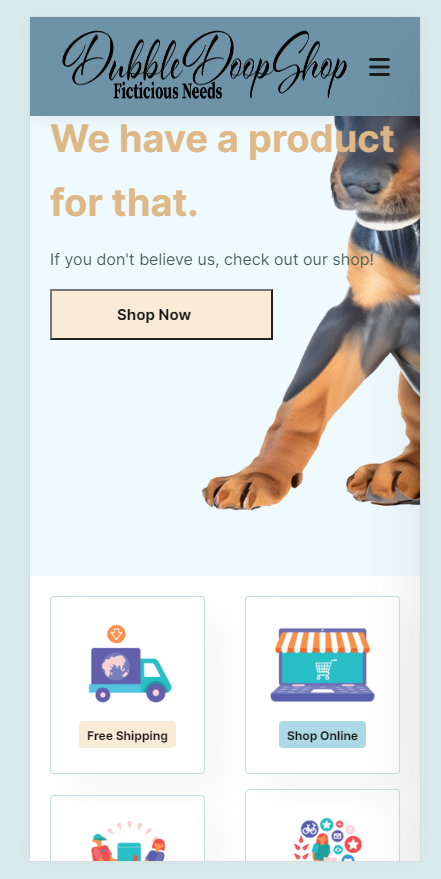 DubbleDoopShop
Ficticious Needs
We have a product
for that.
If you don't believe us, check out our shop!
Shop Now
Free Shipping
Shop Online